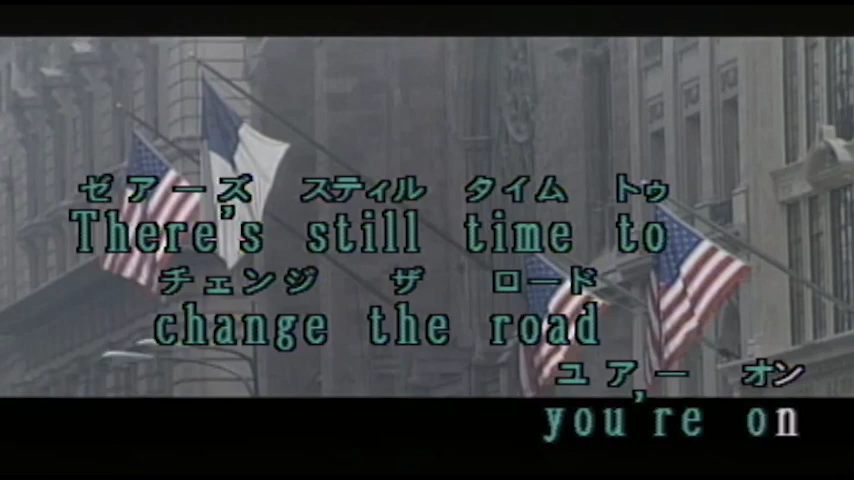 ゼアーズ スティル タイム トゥ
There's still time to
チェンジ ザ ロード
change the road
ユアー オン
you're on